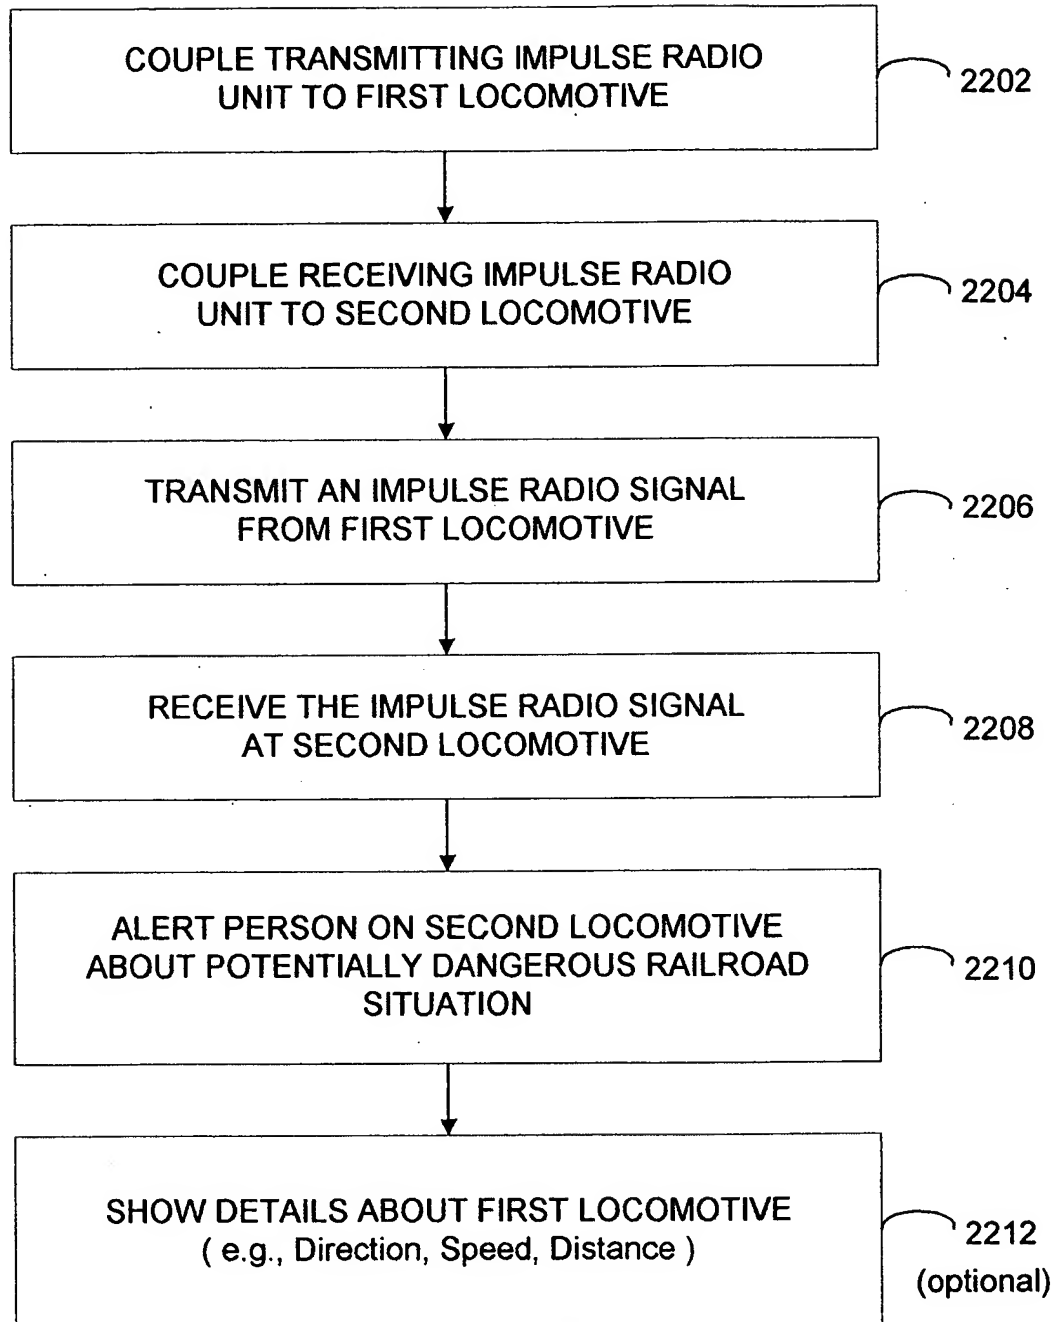 COUPLE TRANSMITTING IMPULSE RADIO
UNIT TO FIRST LOCOMOTIVE
2202
COUPLE RECEIVING IMPULSE RADIO
UNIT TO SECOND LOCOMOTIVE
2204
TRANSMIT AN IMPULSE RADIO SIGNAL
FROM FIRST LOCOMOTIVE
2206
RECEIVE THE IMPULSE RADIO SIGNAL
AT SECOND LOCOMOTIVE
2208
ALERT PERSON ON SECOND LOCOMOTIVE
ABOUT POTENTIALLY DANGEROUS RAILROAD
SITUATION
2210
SHOW DETAILS ABOUT FIRST LOCOMOTIVE
( e.g., Direction, Speed, Distance )
2212
(optional)